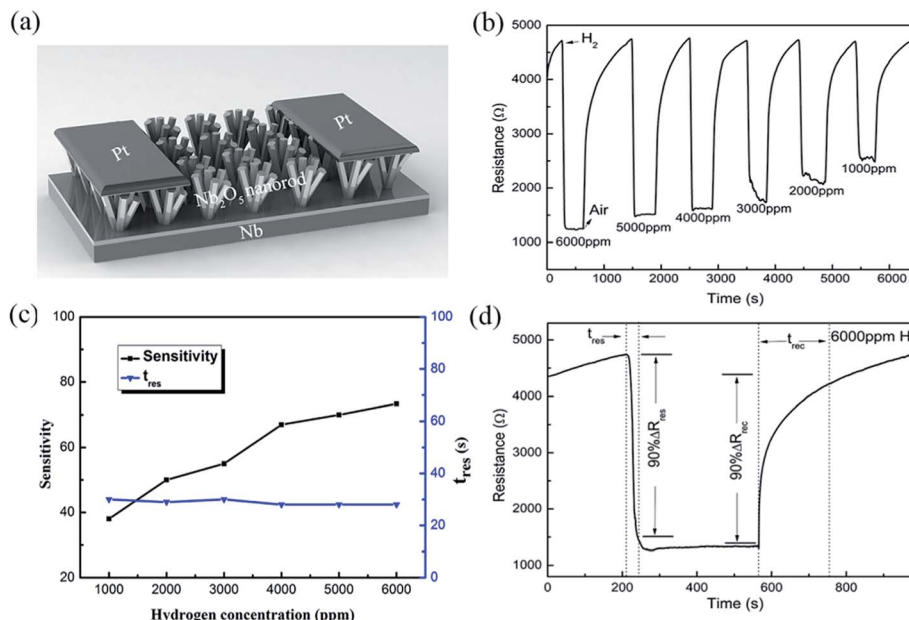 (a)
Pt
Pt
Nb2O5 nanorod
Nb
(b)
5000
4000
3000
2000
1000
Resistance (Ω)
H2
Air
6000ppm
5000ppm
4000ppm
3000ppm
2000ppm
1000ppm
0 1000 2000 3000 4000 5000 6000
Time (s)
(c)
100
80
60
40
20
Sensitivity
Sensitivity
tres
100
80
60
40
20
0
tres (s)
1000 2000 3000 4000 5000 6000
Hydrogen concentration (ppm)
(d)
tres
trec
6000ppm H
5000
4000
3000
2000
1000
Resistance (Ω)
90%ΔRres
90%ΔRrec
0 200 400 600 800
Time (s)